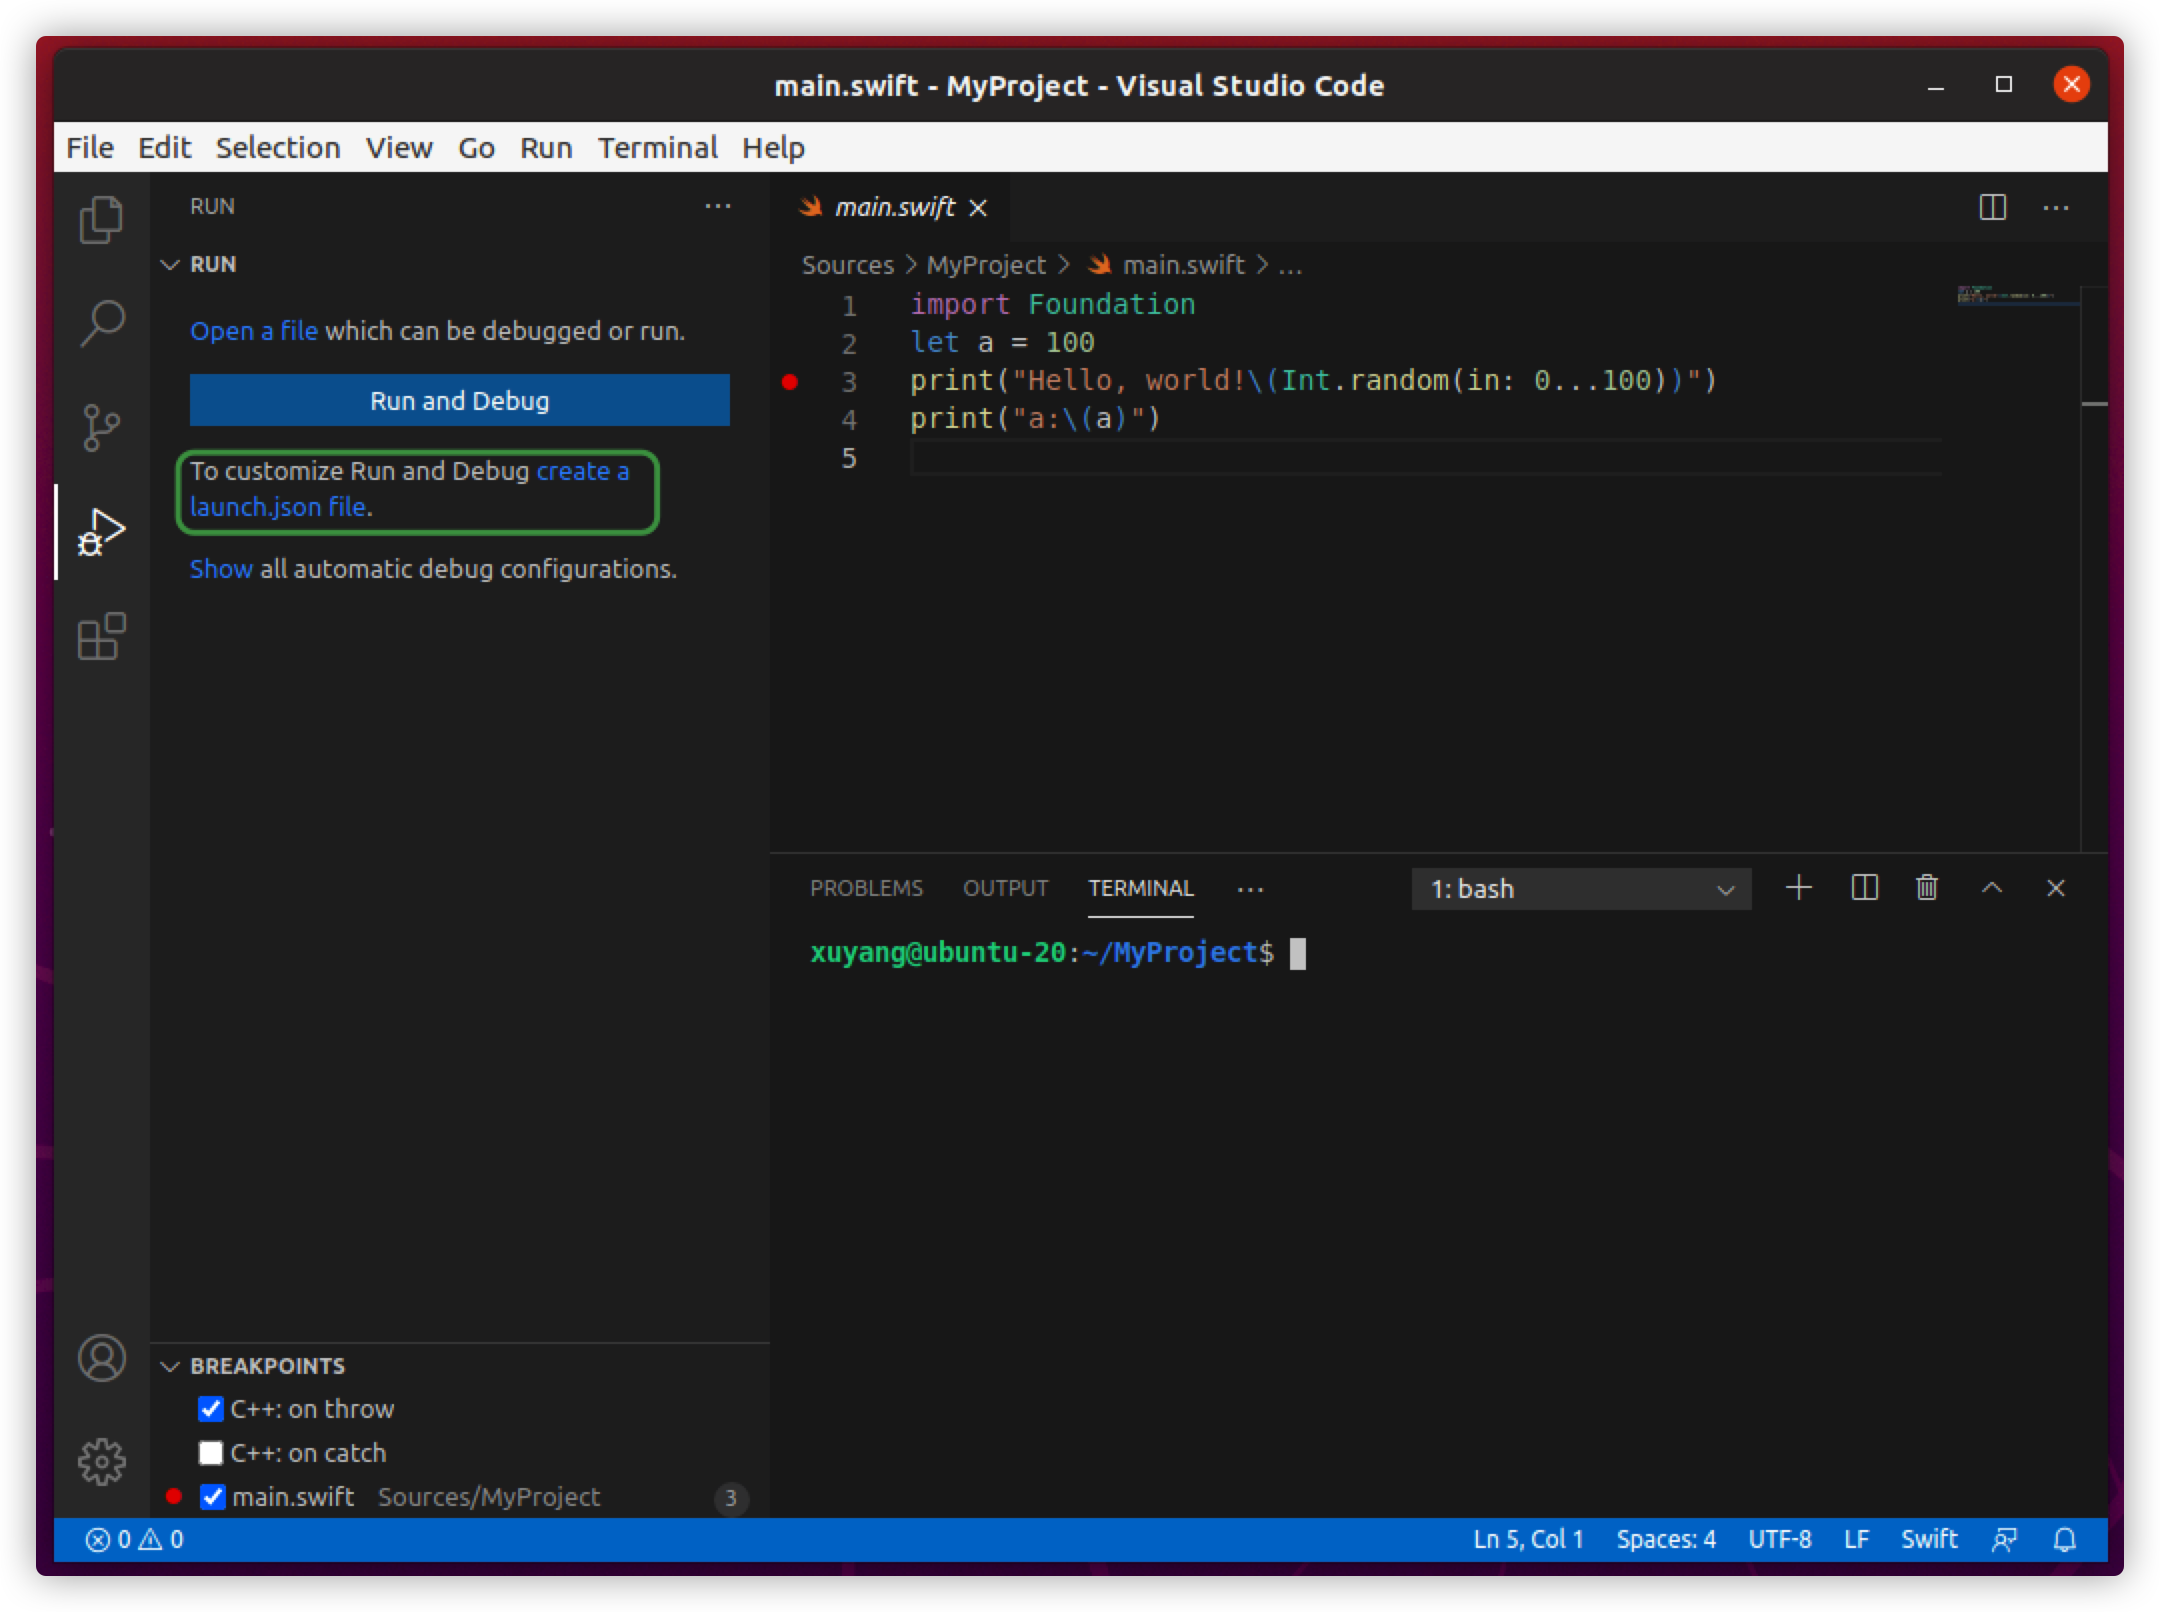 main.swift - MyProject - Visual Studio Code
File Edit Selection View Go Run Terminal Help
RUN
RUN
Open a file which can be debugged or run.
Run and Debug
To customize Run and Debug create a
launch.json file.
Show all automatic debug configurations.
main.swift
Sources > MyProject > main.swift > ...
1 import Foundation
2 let a = 100
3 print("Hello, world!\(Int.random(in: 0...100))")
4 print("a:\(a)")
5
PROBLEMS OUTPUT TERMINAL ... 1: bash
xuyang@ubuntu-20:~/MyProject$
BREAKPOINTS
C++: on throw
C++: on catch
main.swift Sources/MyProject 3
0 0 Ln 5, Col 1 Spaces: 4 UTF-8 LF Swift